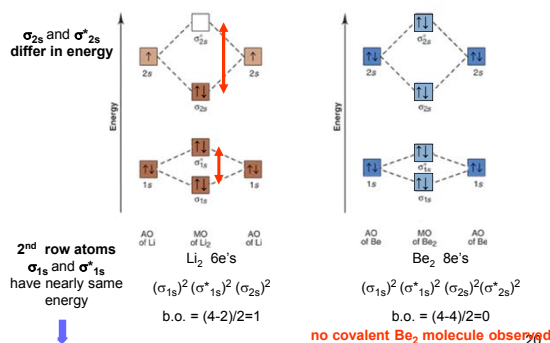 σ2s and σ*2s
differ in energy
Energy
σ*2s
↑
↑
2s
2s
↑↓
σ2s
↑↓
σ*1s
↑↓
↑↓
1s
1s
↑↓
σ1s
AO
of Li
MO
of Li2
AO
of Li
2nd row atoms
σ1s and σ*1s
have nearly same
energy
Li2 6e's
(σ1s)2 (σ*1s)2 (σ2s)2
b.o. = (4-2)/2=1
Energy
↑↓
σ*2s
↑↓
↑↓
2s
2s
↑↓
σ2s
↑↓
σ*1s
↑↓
↑↓
1s
1s
↑↓
σ1s
AO
of Be
MO
of Be2
AO
of Be
Be2 8e's
(σ1s)2 (σ*1s)2 (σ2s)2(σ*2s)2
b.o. = (4-4)/2=0
no covalent Be2 molecule observed
20